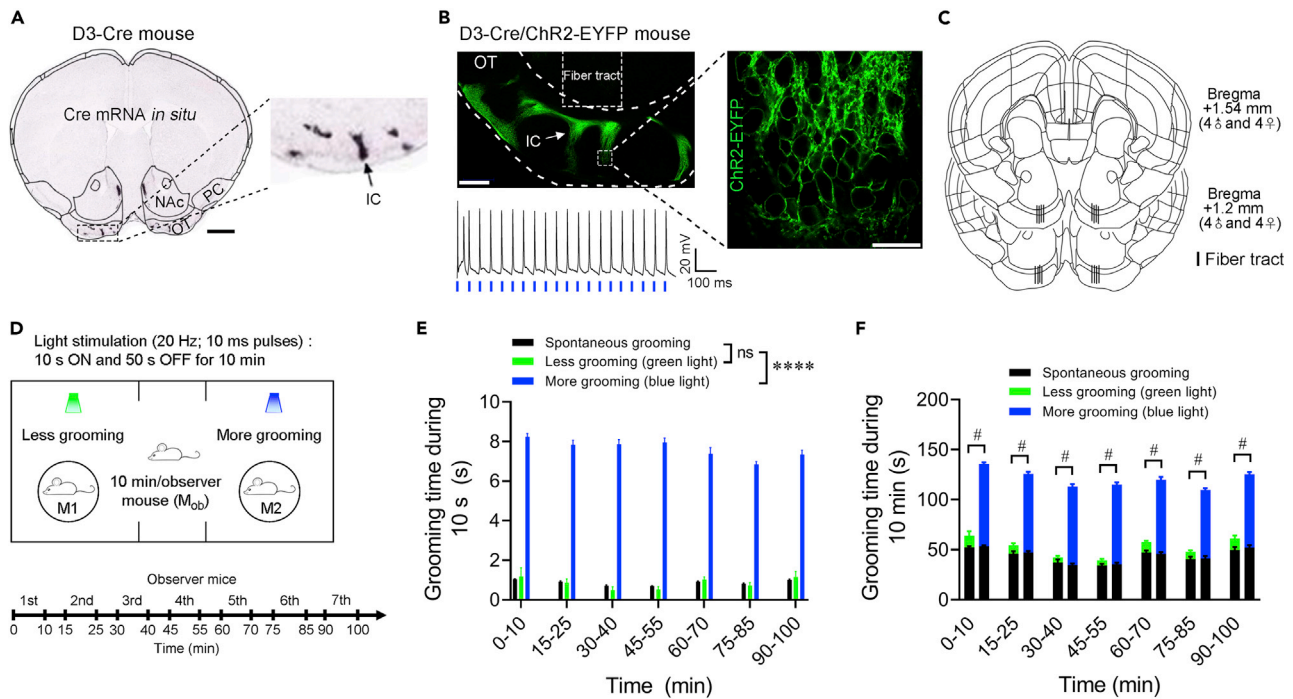 A
D3-Cre mouse
Cre mRNA in situ
NAc
PC
OT
IC
B
D3-Cre/ChR2-EYFP mouse
OT
Fiber tract
IC
ChR2-EYFP
20 mV
100 ms
C
Bregma
+1.54 mm
(4♂ and 4♀)
Bregma
+1.2 mm
(4♂ and 4♀)
Fiber tract
D
Light stimulation (20 Hz; 10 ms pulses) :
10 s ON and 50 s OFF for 10 min
Less grooming
More grooming
10 min/observer
mouse (Mob)
M1
M2
Observer mice
1st 2nd 3rd 4th 5th 6th 7th
0 10 15 25 30 40 45 55 60 70 75 85 90 100
Time (min)
E
Spontaneous grooming
Less grooming (green light)
More grooming (blue light)
ns
****
Grooming time during
10 s (s)
10
8
6
4
2
0
0-10
15-25
30-40
45-55
60-70
75-85
90-100
Time (min)
F
Spontaneous grooming
Less grooming (green light)
More grooming (blue light)
Grooming time during
10 min (s)
200
150
100
50
0
# # # # # # #
0-10
15-25
30-40
45-55
60-70
75-85
90-100
Time (min)